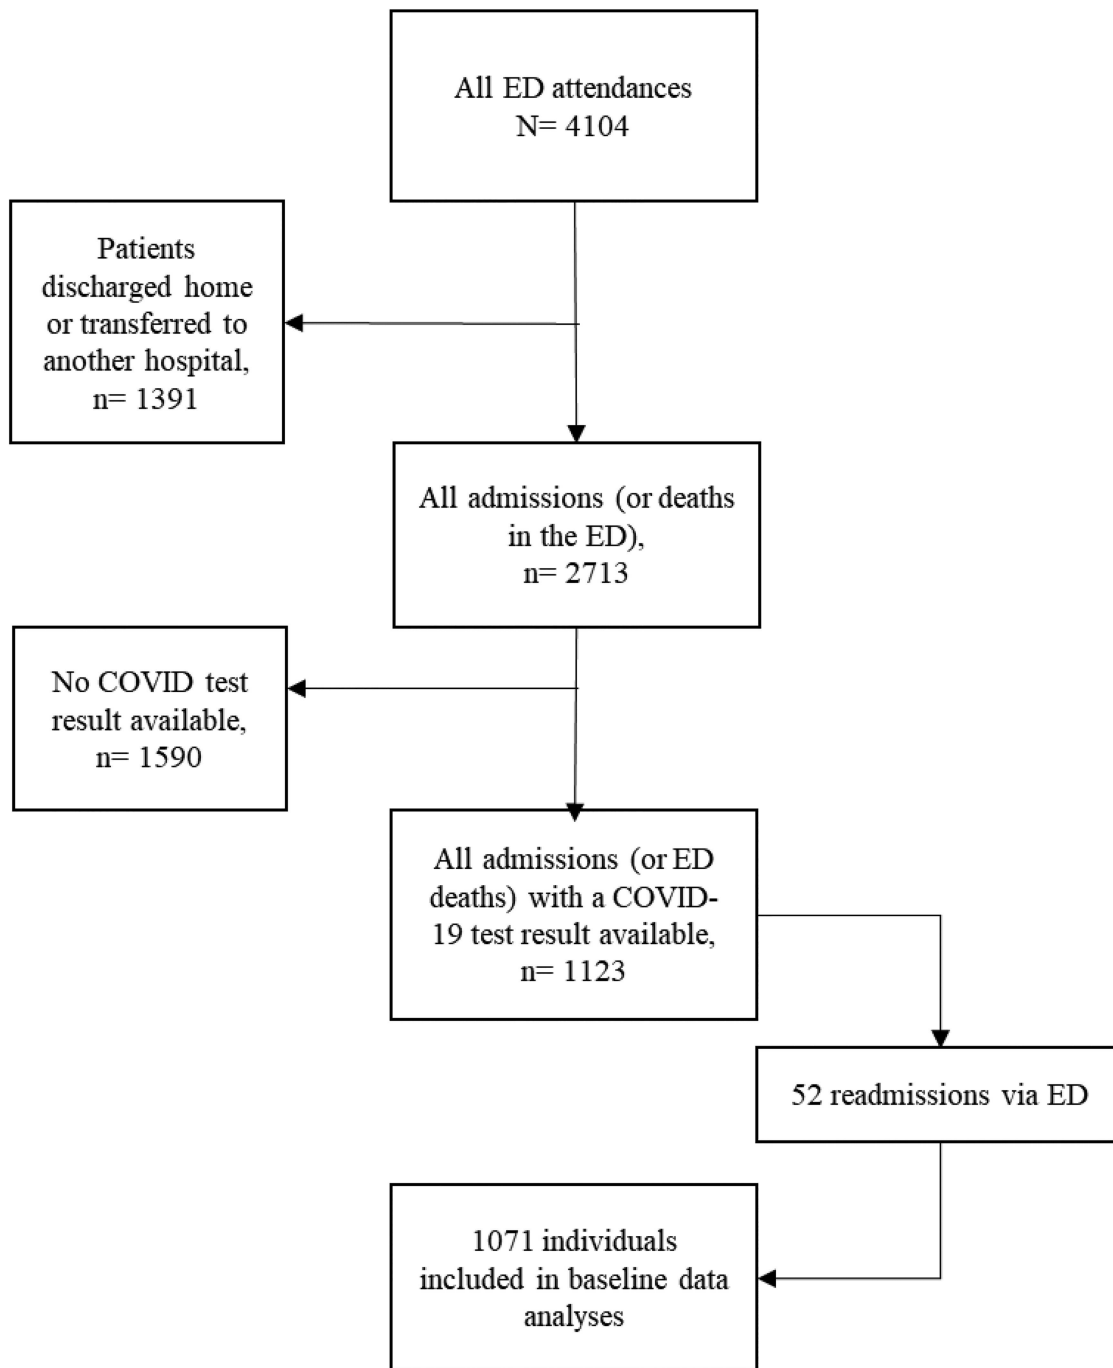 All ED attendances
N= 4104
Patients
discharged home
or transferred to
another hospital,
n= 1391
All admissions (or deaths
in the ED),
n= 2713
No COVID test
result available,
n= 1590
All admissions (or ED
deaths) with a COVID-
19 test result available,
n= 1123
52 readmissions via ED
1071 individuals
included in baseline data
analyses